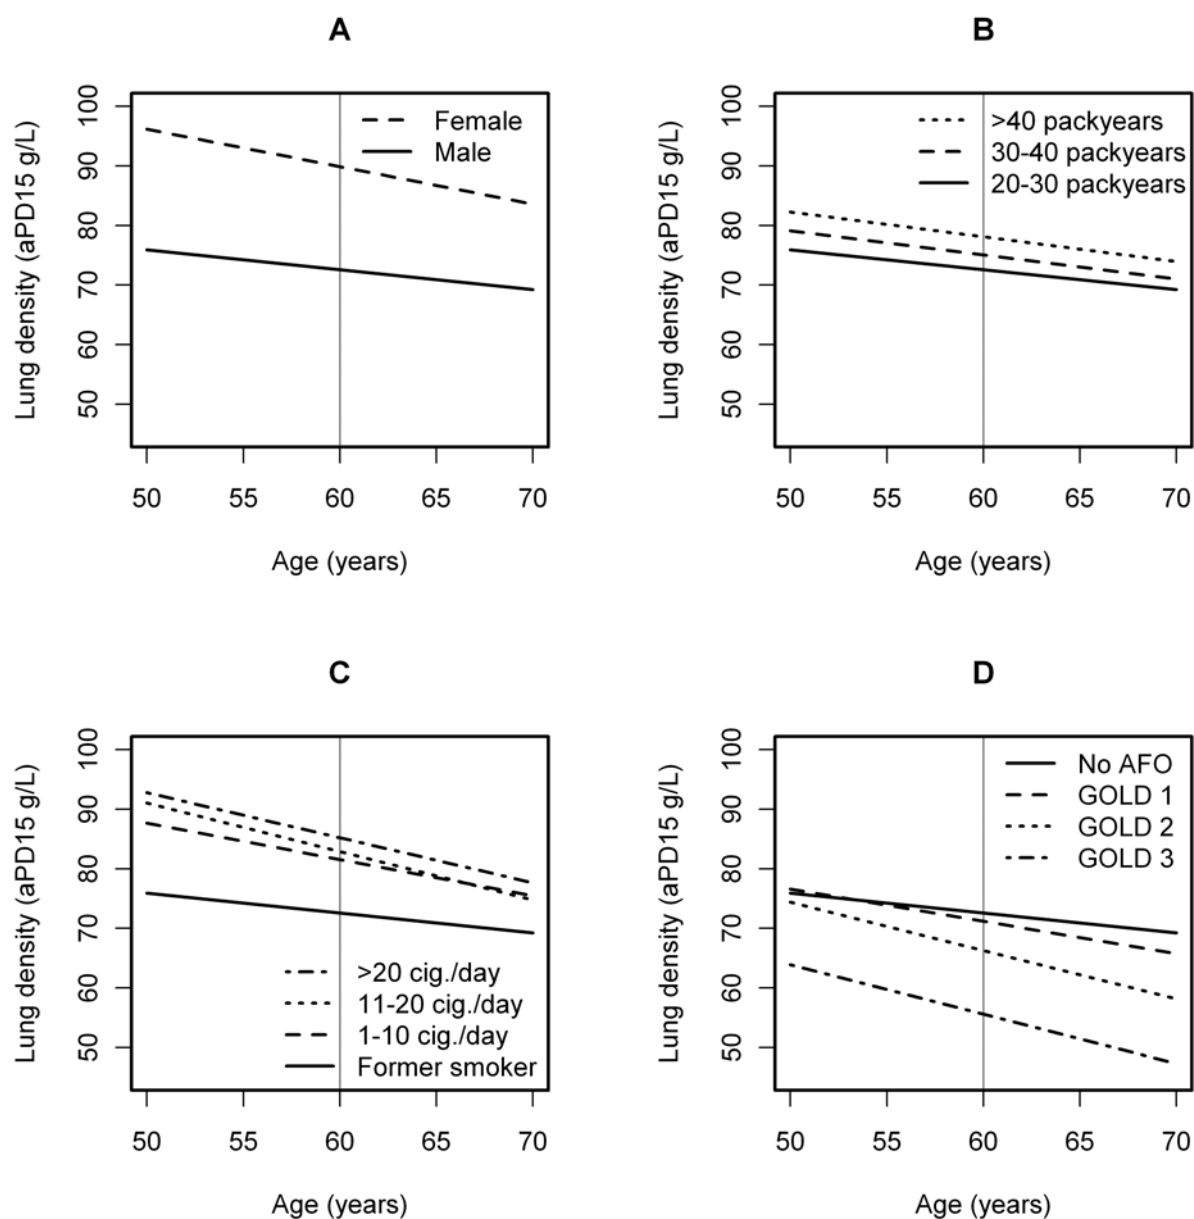 A
Lung density (aPD15 g/L)
100
90
80
70
60
50
Female
Male
50 55 60 65 70
Age (years)
B
Lung density (aPD15 g/L)
100
90
80
70
60
50
>40 packyears
30-40 packyears
20-30 packyears
50 55 60 65 70
Age (years)
C
Lung density (aPD15 g/L)
100
90
80
70
60
50
>20 cig./day
11-20 cig./day
1-10 cig./day
Former smoker
50 55 60 65 70
Age (years)
D
Lung density (aPD15 g/L)
100
90
80
70
60
50
No AFO
GOLD 1
GOLD 2
GOLD 3
50 55 60 65 70
Age (years)